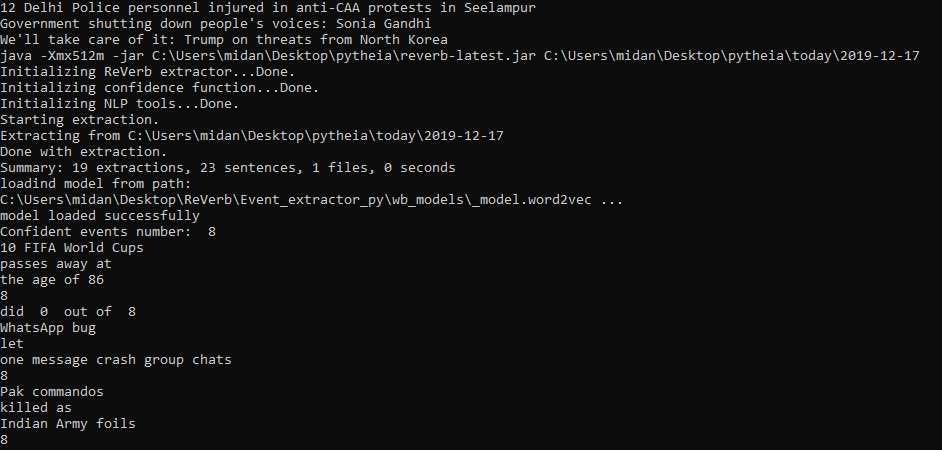 12 Delhi Police personnel injured in anti-CAA protests in Seelampur
Government shutting down people's voices: Sonia Gandhi
We'll take care of it: Trump on threats from North Korea
java -Xmx512m -jar C:\Users\midan\Desktop\pytheia\reverb-latest.jar C:\Users\midan\Desktop\pytheia\today\2019-12-17
Initializing ReVerb extractor...Done.
Initializing confidence function...Done.
Initializing NLP tools...Done.
Starting extraction.
Extracting from C:\Users\midan\Desktop\pytheia\today\2019-12-17
Done with extraction.
Summary: 19 extractions, 23 sentences, 1 files, 0 seconds
loadind model from path:
C:\Users\midan\Desktop\ReVerb\Event_extractor_py\wb_models\_model.word2vec ...
model loaded successfully
Confident events number:  8
10 FIFA World Cups
passes away at
the age of 86
8
did  0  out of  8
WhatsApp bug
let
one message crash group chats
8
Pak commandos
killed as
Indian Army foils
8